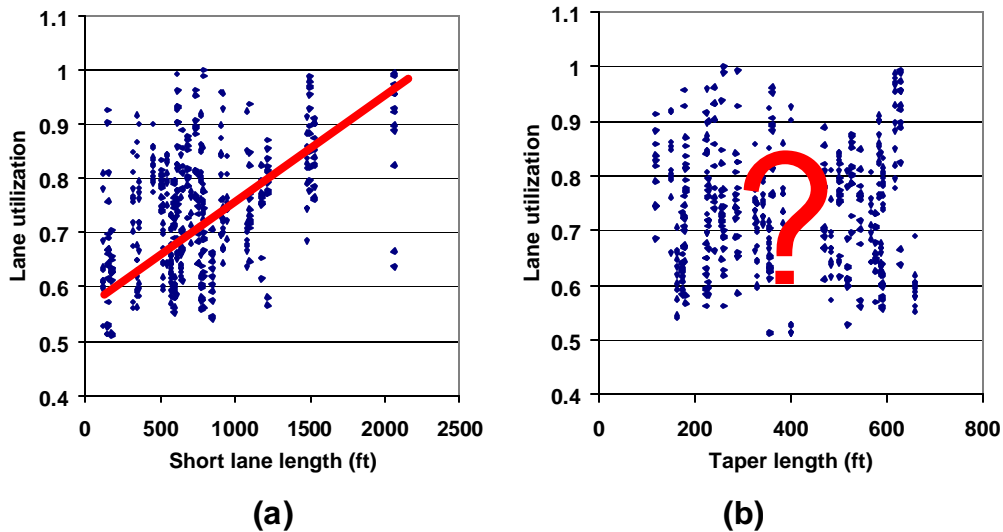 1.1
1
0.9
0.8
0.7
0.6
0.5
0.4
Lane utilization
0 500 1000 1500 2000 2500
Short lane length (ft)
(a)
1.1
1
0.9
0.8
0.7
0.6
0.5
0.4
Lane utilization
?
0 200 400 600 800
Taper length (ft)
(b)